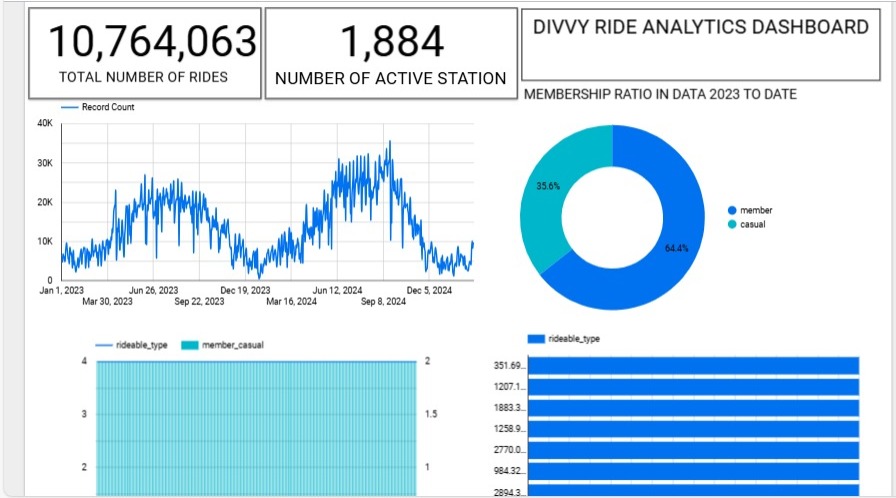 10,764,063
TOTAL NUMBER OF RIDES
1,884
NUMBER OF ACTIVE STATION
DIVVY RIDE ANALYTICS DASHBOARD
MEMBERSHIP RATIO IN DATA 2023 TO DATE
Record Count
40K
30K
20K
10K
0
Jan 1, 2023
Mar 30, 2023
Jun 26, 2023
Sep 22, 2023
Dec 19, 2023
Mar 16, 2024
Jun 12, 2024
Sep 8, 2024
Dec 5, 2024
35.6%
64.4%
member
casual
rideable_type member_casual
4
3
2
2
1.5
1
rideable_type
351.69...
1207.1...
1883.3...
1258.9...
2770.0...
984.32...
2894.3...